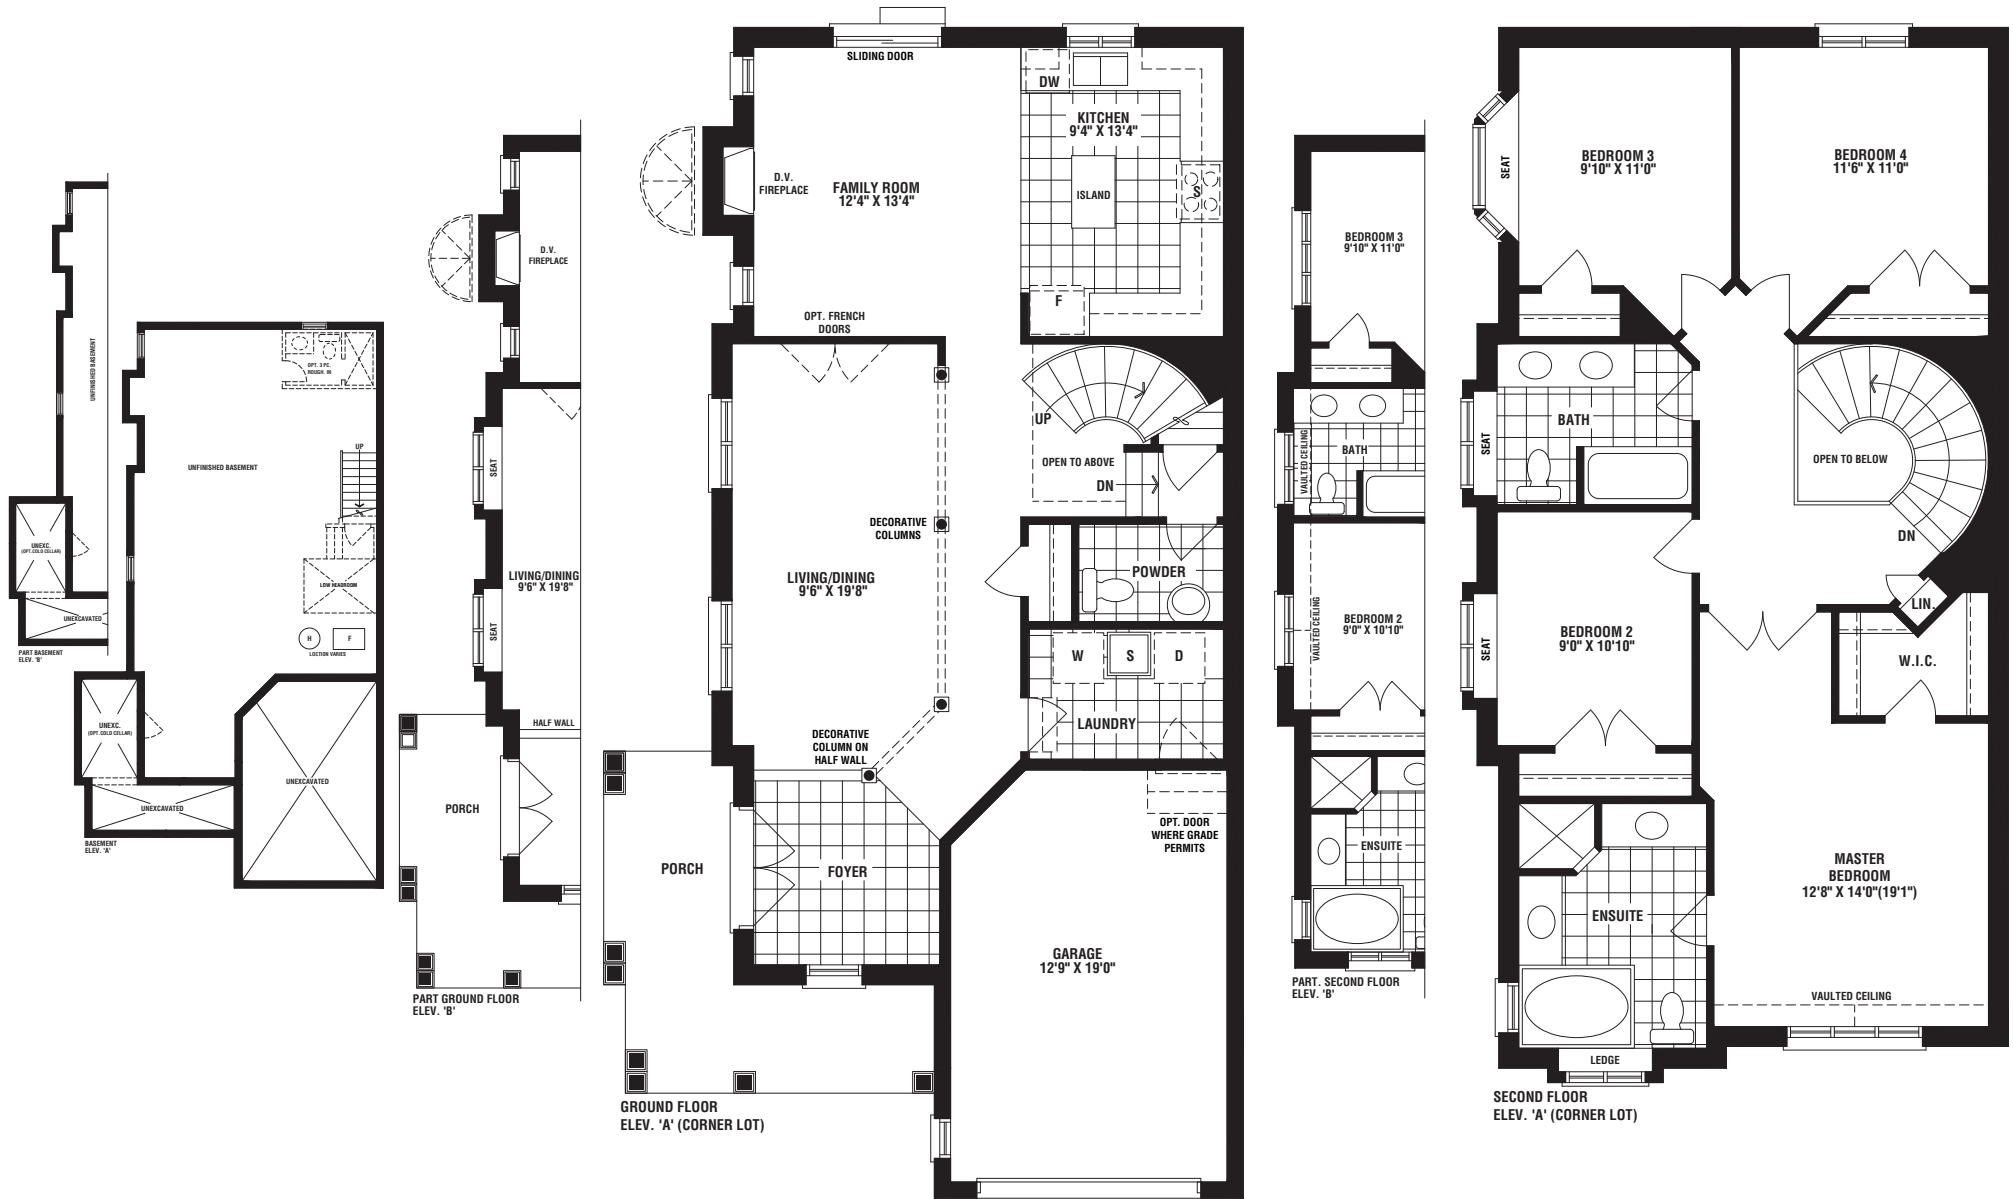 UNFINISHED BASEMENT
UNEXC.
(OPT. COLD CELLAR)
UNEXCAVATED
PART BASEMENT
ELEV. 'B'
OPT. 3 PC.
ROUGH. IN
UP
UNFINISHED BASEMENT
LOW HEADROOM
H
F
LOCTION VARIES
UNEXC.
(OPT. COLD CELLAR)
UNEXCAVATED
UNEXCAVATED
BASEMENT
ELEV. 'A'
D.V.
FIREPLACE
SEAT
LIVING/DINING
9'6" X 19'8"
SEAT
HALF WALL
PORCH
PART GROUND FLOOR
ELEV. 'B'
SLIDING DOOR
DW
KITCHEN
9'4" X 13'4"
D.V.
FIREPLACE
FAMILY ROOM
12'4" X 13'4"
ISLAND
S
F
OPT. FRENCH
DOORS
UP
OPEN TO ABOVE
DN
DECORATIVE
COLUMNS
LIVING/DINING
9'6" X 19'8"
POWDER
W
S
D
LAUNDRY
DECORATIVE
COLUMN ON
HALF WALL
OPT. DOOR
WHERE GRADE
PERMITS
PORCH
FOYER
GARAGE
12'9" X 19'0"
GROUND FLOOR
ELEV. 'A' (CORNER LOT)
BEDROOM 3
9'10" X 11'0"
VAULTED CEILING
BATH
VAULTED CEILING
BEDROOM 2
9'0" X 10'10"
ENSUITE
PART. SECOND FLOOR
ELEV. 'B'
SEAT
BEDROOM 3
9'10" X 11'0"
BEDROOM 4
11'6" X 11'0"
SEAT
BATH
OPEN TO BELOW
DN
LIN.
SEAT
BEDROOM 2
9'0" X 10'10"
W.I.C.
MASTER
BEDROOM
12'8" X 14'0"(19'1")
ENSUITE
VAULTED CEILING
LEDGE
SECOND FLOOR
ELEV. 'A' (CORNER LOT)